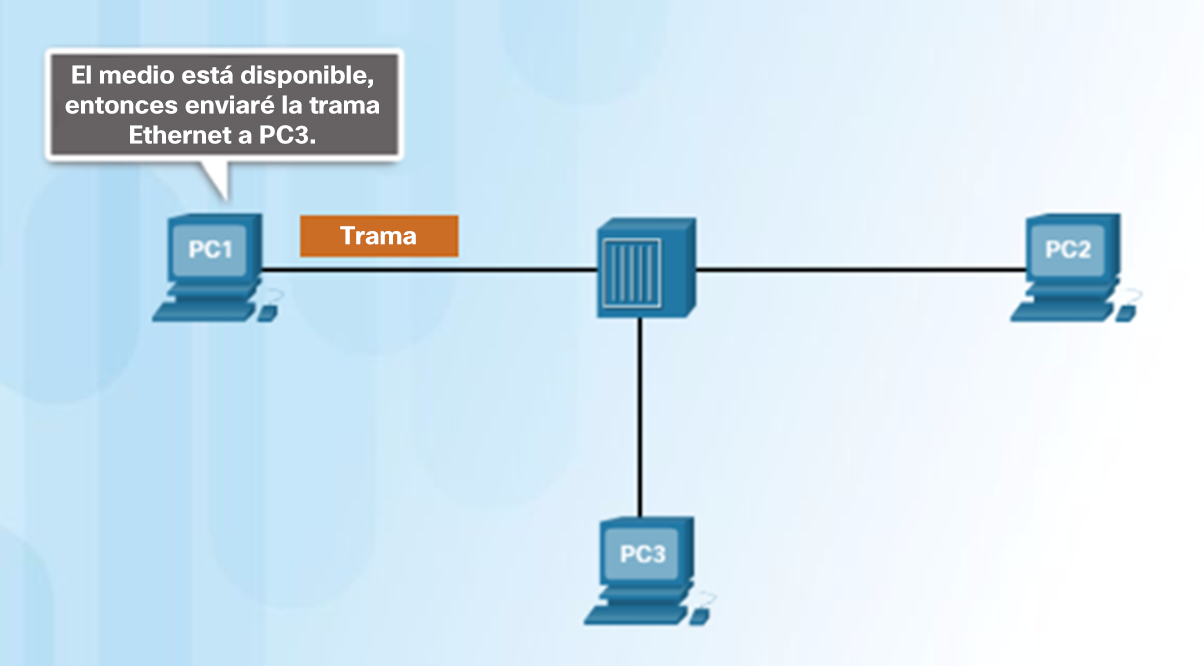 El medio está disponible,
entonces enviaré la trama
Ethernet a PC3.
PC1
Trama
PC2
PC3